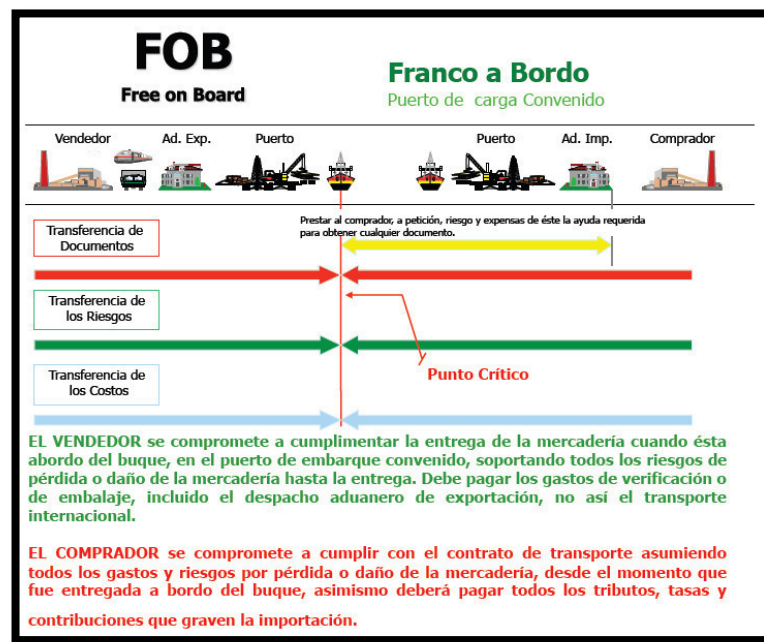 FOB
Free on Board
Franco a Bordo
Puerto de carga Convenido
Vendedor Ad. Exp. Puerto Puerto Ad. Imp. Comprador
Prestar al comprador, a petición, riesgo y expensas de éste la ayuda requerida
para obtener cualquier documento.
Transferencia de
Documentos
Transferencia de
los Riesgos
Punto Crítico
Transferencia de
los Costos
EL VENDEDOR se compromete a cumplimentar la entrega de la mercadería cuando ésta
abordo del buque, en el puerto de embarque convenido, soportando todos los riesgos de
pérdida o daño de la mercadería hasta la entrega. Debe pagar los gastos de verificación o
de embalaje, incluido el despacho aduanero de exportación, no así el transporte
internacional.
EL COMPRADOR se compromete a cumplir con el contrato de transporte asumiendo
todos los gastos y riesgos por pérdida o daño de la mercadería, desde el momento que
fue entregada a bordo del buque, asimismo deberá pagar todos los tributos, tasas y
contribuciones que graven la importación.